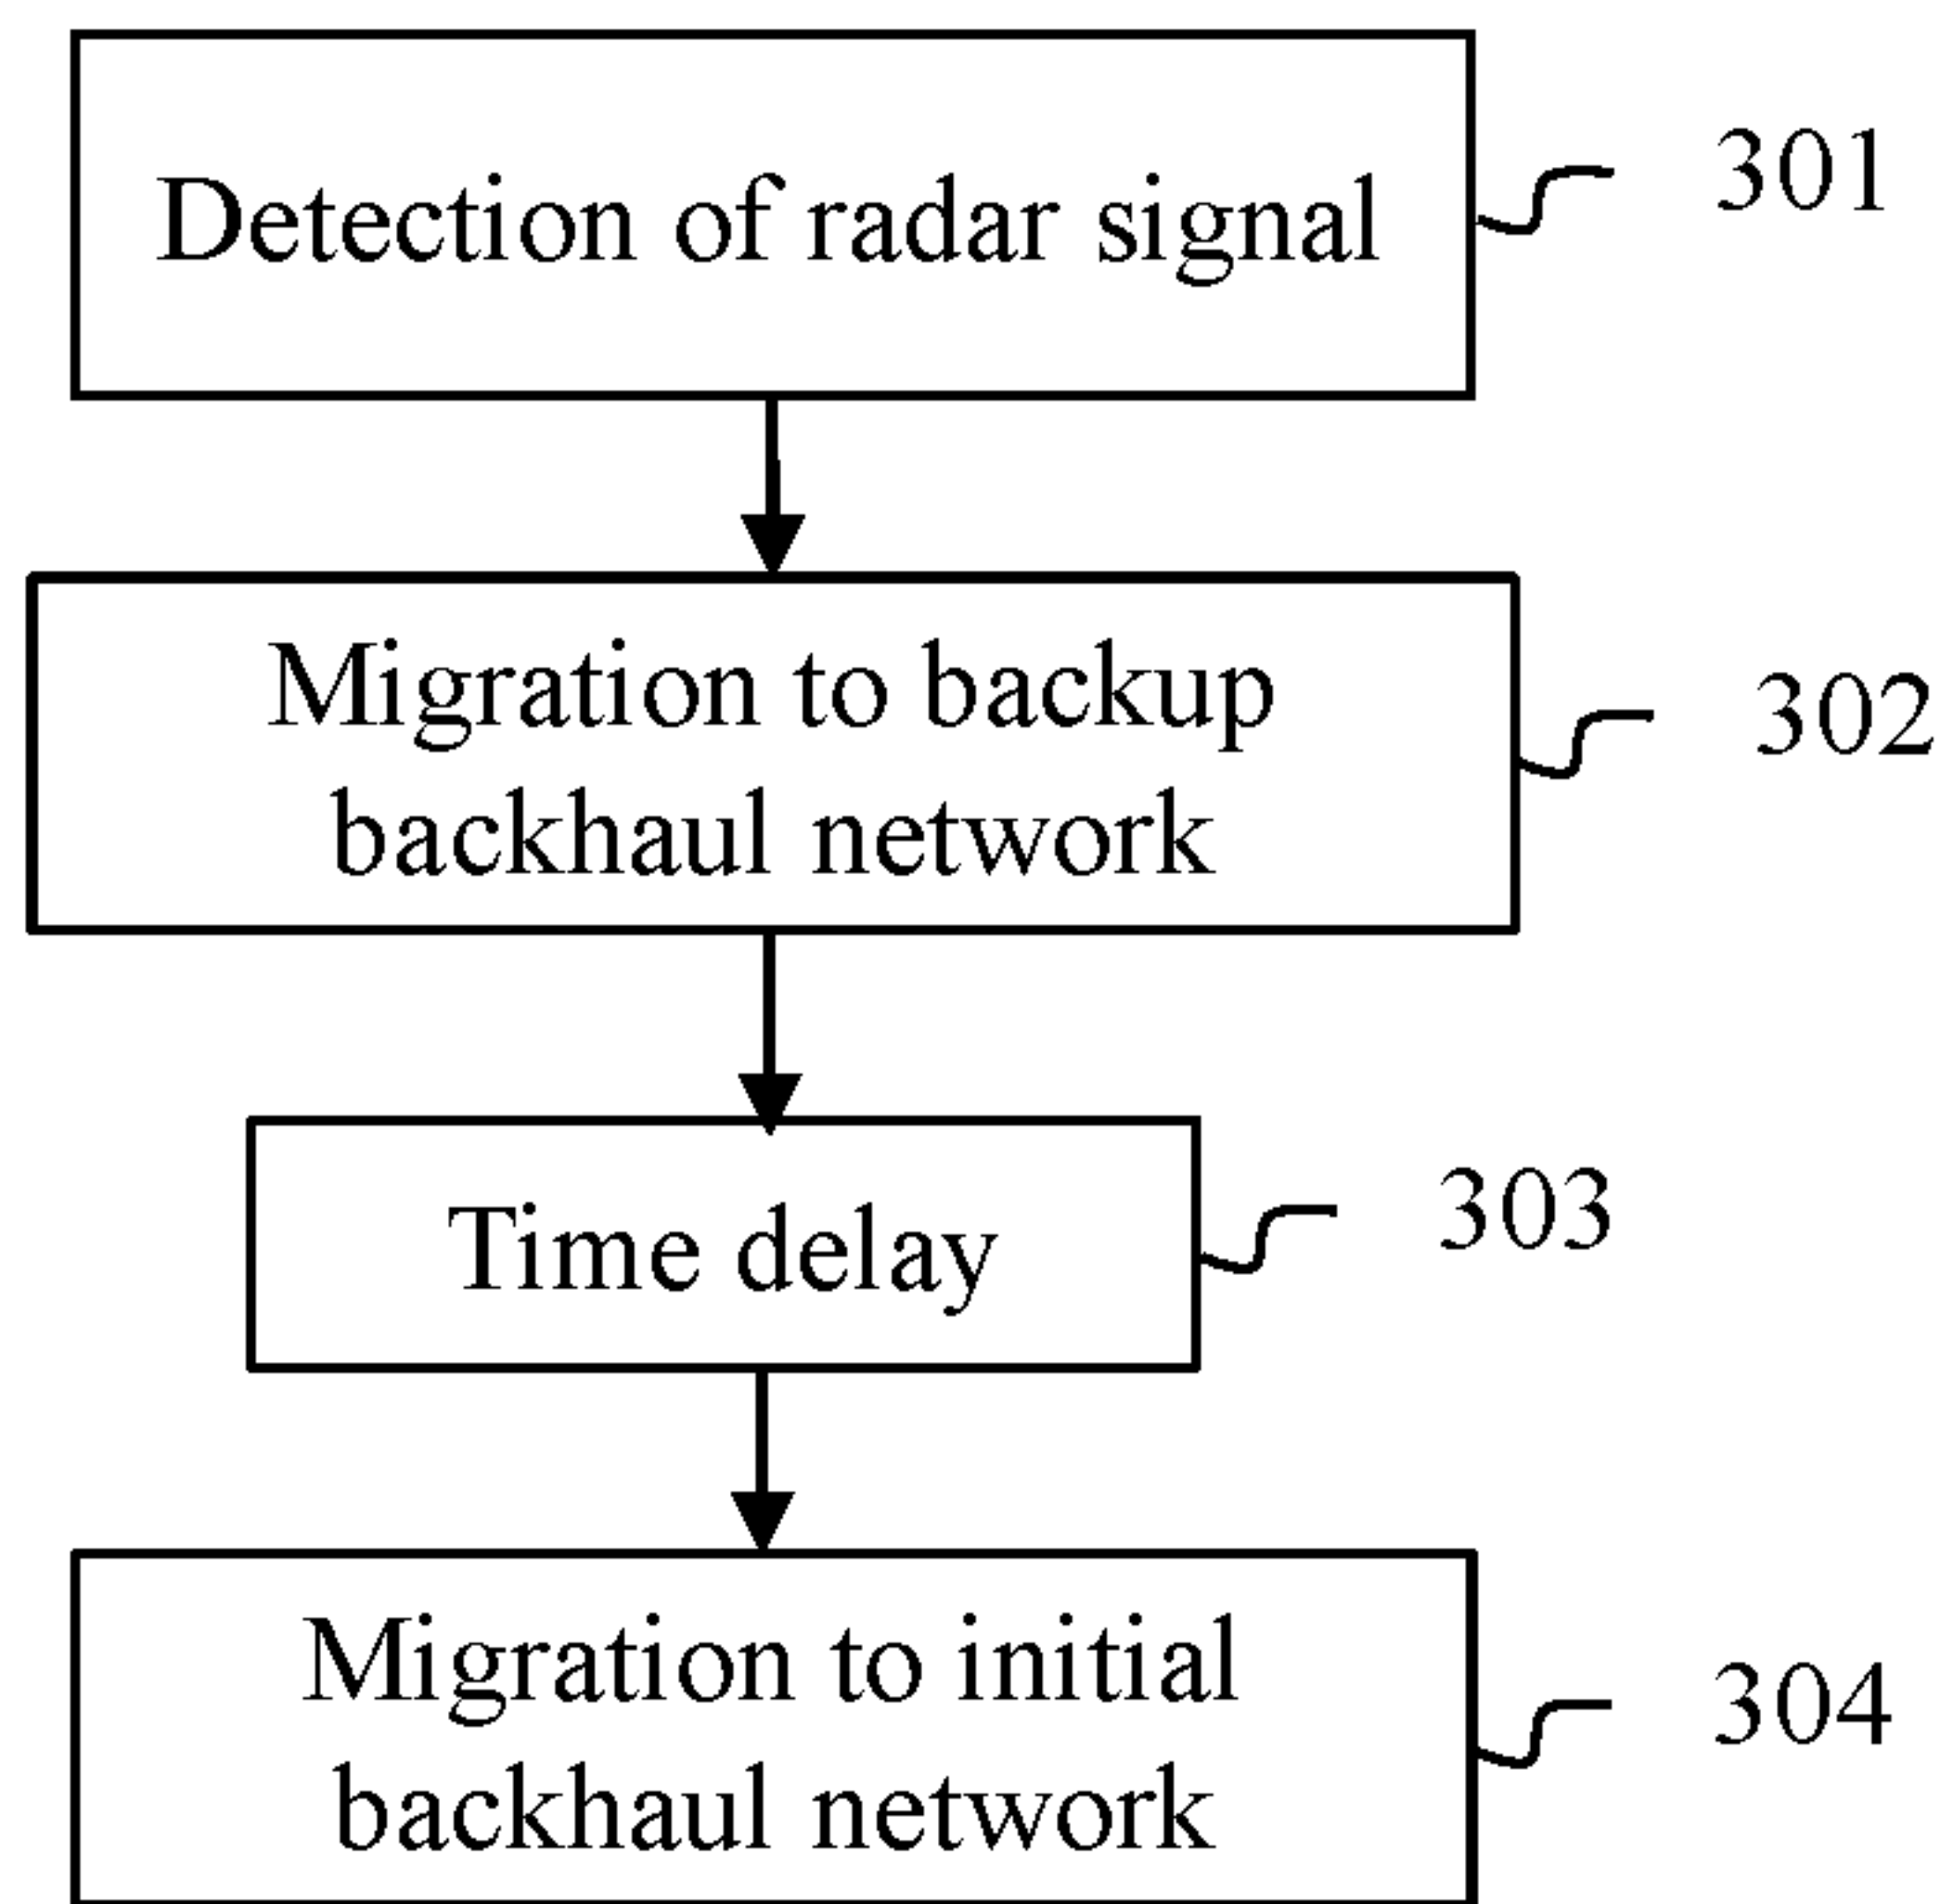 Detection of radar signal
301
Migration to backup
backhaul network
302
Time delay
303
Migration to initial
backhaul network
304